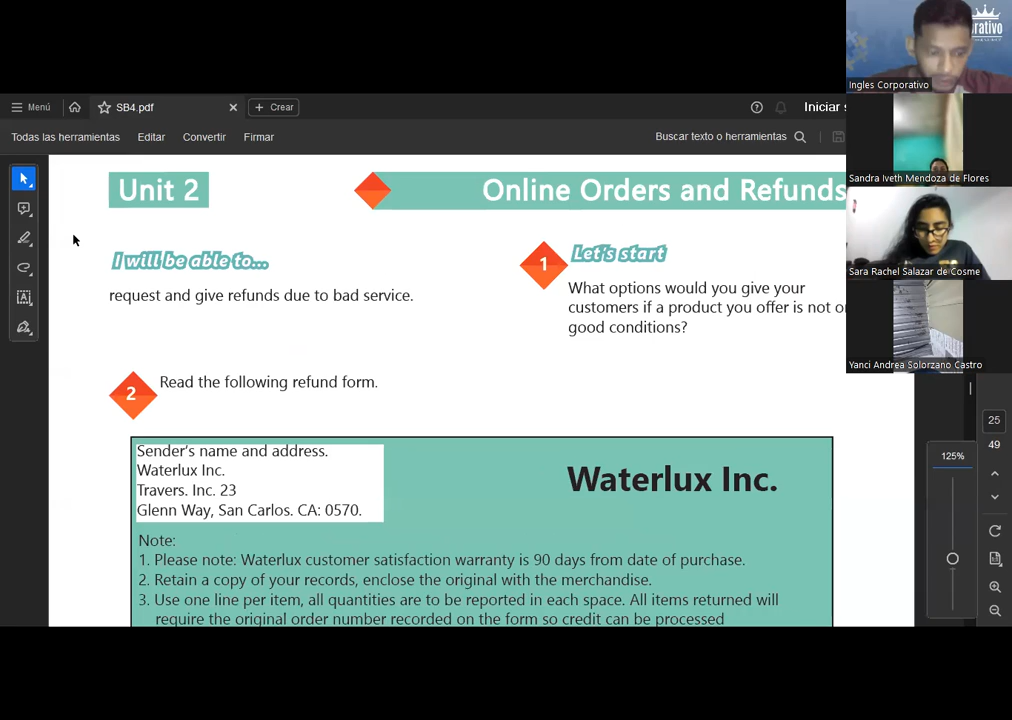 rativo
Ingles Corporativo
Sandra Iveth Mendoza de Flores
Sara Rachel Salazar de Cosme
Yanci Andrea Solorzano Castro
Menú
SB4.pdf
Crear
Iniciar s
Todas las herramientas
Editar
Convertir
Firmar
Buscar texto o herramientas
Unit 2
Online Orders and Refunds
I will be able to...
request and give refunds due to bad service.
1
Let's start
What options would you give your
customers if a product you offer is not o
good conditions?
2
Read the following refund form.
Sender's name and address.
Waterlux Inc.
Travers. Inc. 23
Glenn Way, San Carlos. CA: 0570.
Waterlux Inc.
Note:
1. Please note: Waterlux customer satisfaction warranty is 90 days from date of purchase.
2. Retain a copy of your records, enclose the original with the merchandise.
3. Use one line per item, all quantities are to be reported in each space. All items returned will
require the original order number recorded on the form so credit can be processed
25
49
125%